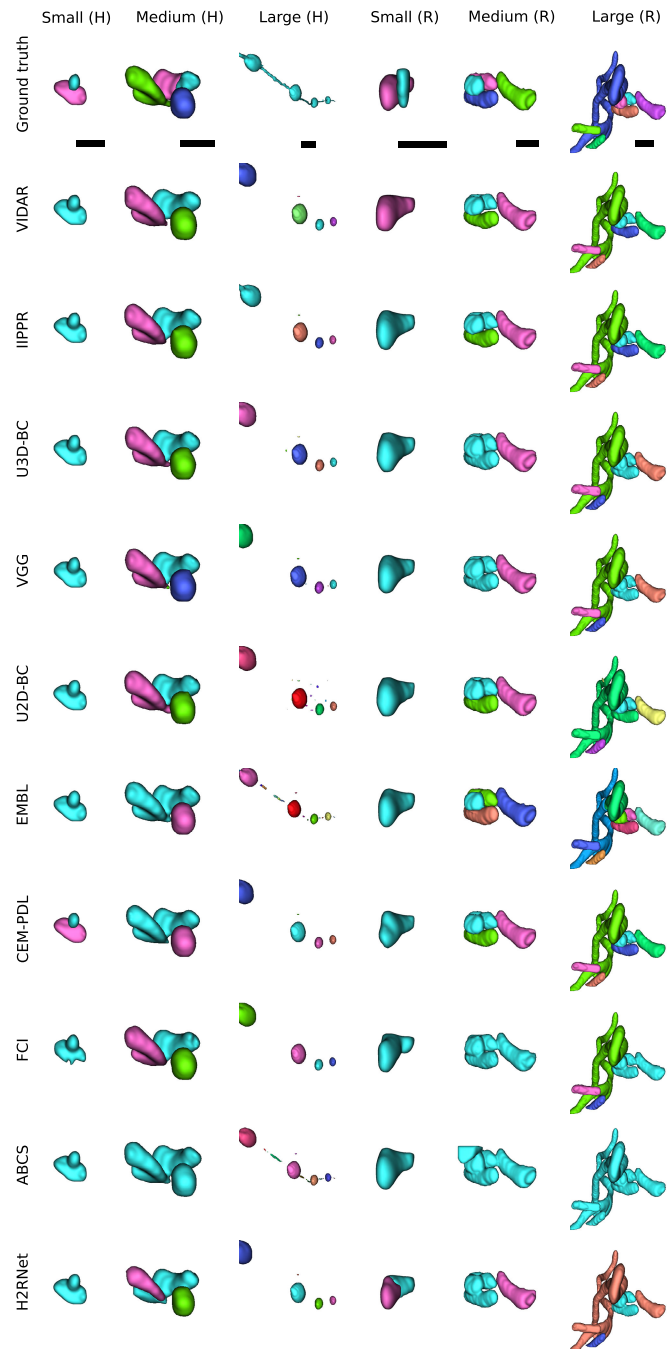 Small (H) Medium (H) Large (H) Small (R) Medium (R) Large (R)
Ground truth
VIDAR
IIPPR
U3D-BC
VGG
U2D-BC
EMBL
CEM-PDL
FCI
ABCS
H2RNet